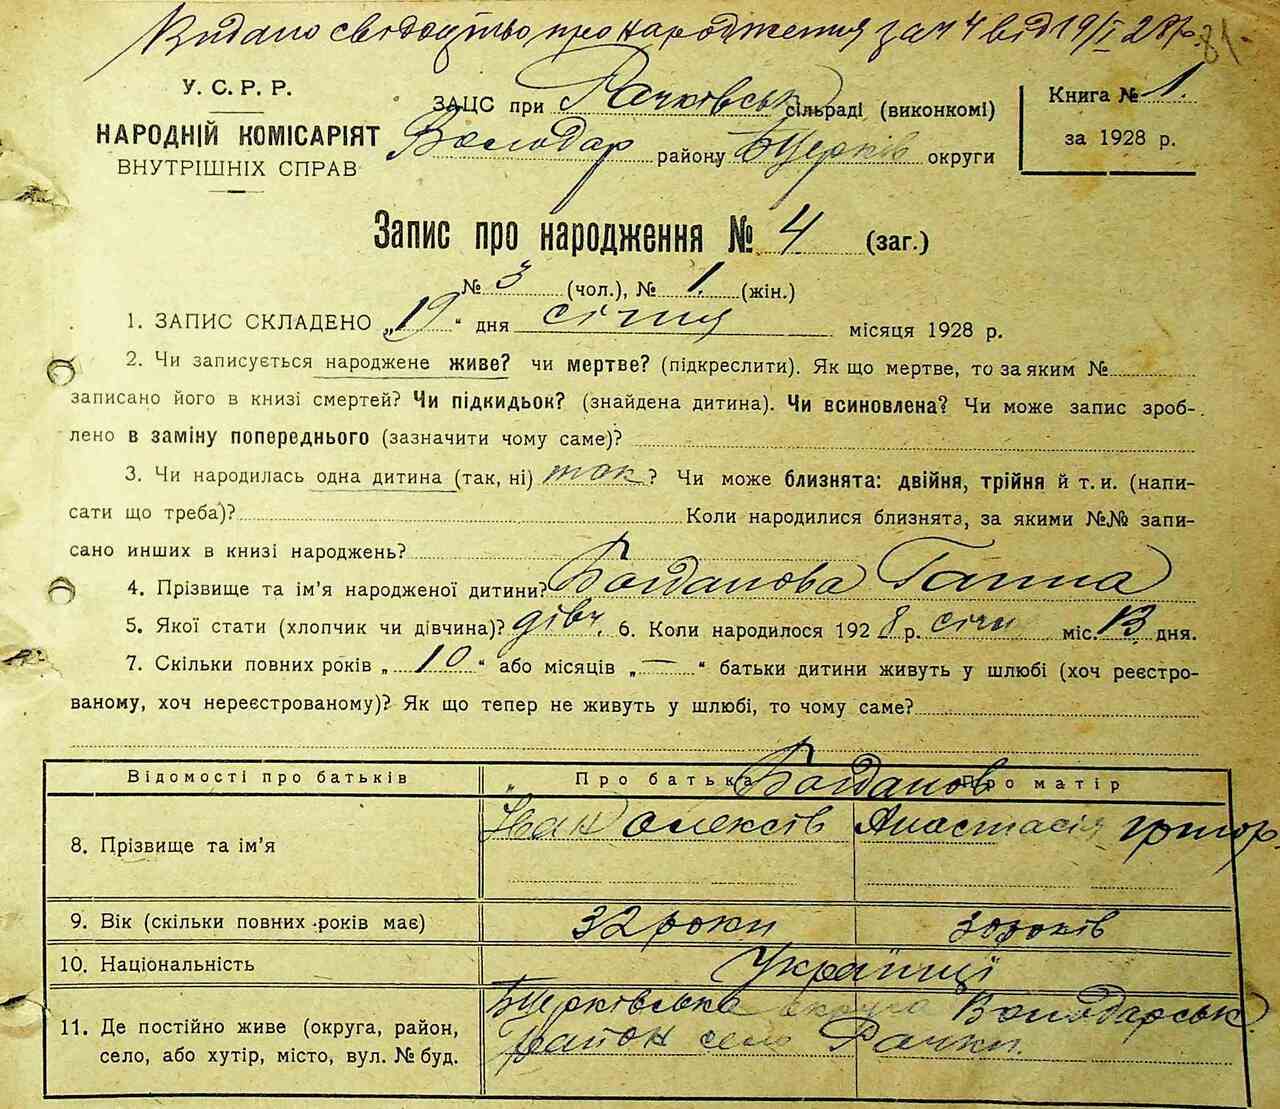 Видано свідоцтво про народження за ч 4 від 19/I 28 р. 81
У. С. Р. Р.
НАРОДНІЙ КОМІСАРІЯТ
ВНУТРІШНІХ СПРАВ
ЗАЦС при Рачківськ сільраді (виконкомі)
Володар району БЦерків округи
Книга № 1.
за 1928 р.
Запис про народження № 4 (заг.)
№ 3 (чол.), № 1. (жін.)
1. ЗАПИС СКЛАДЕНО „19“ дня січня місяця 1928 р.
2. Чи записується народжене живе? чи мертве? (підкреслити). Як що мертве, то за яким №
записано його в книзі смертей? Чи підкидьок? (знайдена дитина). Чи всиновлена? Чи може запис зроб-
лено в заміну попереднього (зазначити чому саме)?
3. Чи народилась одна дитина (так, ні) так? Чи може близнята: двійня, трійня й т. и. (напи-
сати що треба)? Коли народилися близнята, за якими №№ запи-
сано инших в книзі народжень?
4. Прізвище та ім’я народженої дитини? Богданова Ганна
5. Якої стати (хлопчик чи дівчина)? дівч. 6. Коли народилося 1928 р. січня міс. 13 дня.
7. Скільки повних років „10“ або місяців „—“ батьки дитини живуть у шлюбі (хоч реєстро-
ваному, хоч нереєстрованому)? Як що тепер не живуть у шлюбі, то чому саме?
Відомості про батьків Про батька Про матір
Богданов
8. Прізвище та ім’я Іван Олексів Анастасія Григор.
9. Вік (скільки повних років має) 32 роки 30 років
10. Національність Українці
11. Де постійно живе (округа, район,
село, або хутір, місто, вул. № буд.
БЦерківська округа Володарськ.
район село Рачки.